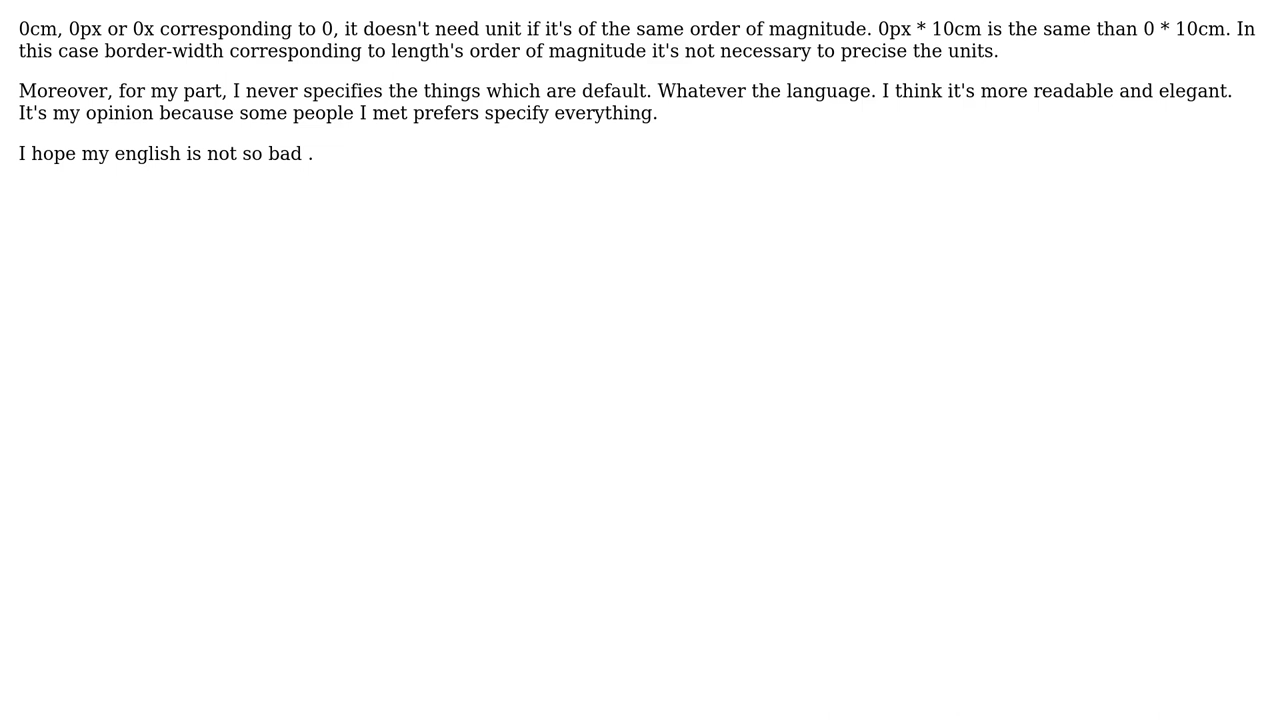 0cm, 0px or 0x corresponding to 0, it doesn't need unit if it's of the same order of magnitude. 0px * 10cm is the same than 0 * 10cm. In
this case border-width corresponding to length's order of magnitude it's not necessary to precise the units.
Moreover, for my part, I never specifies the things which are default. Whatever the language. I think it's more readable and elegant.
It's my opinion because some people I met prefers specify everything.
I hope my english is not so bad .